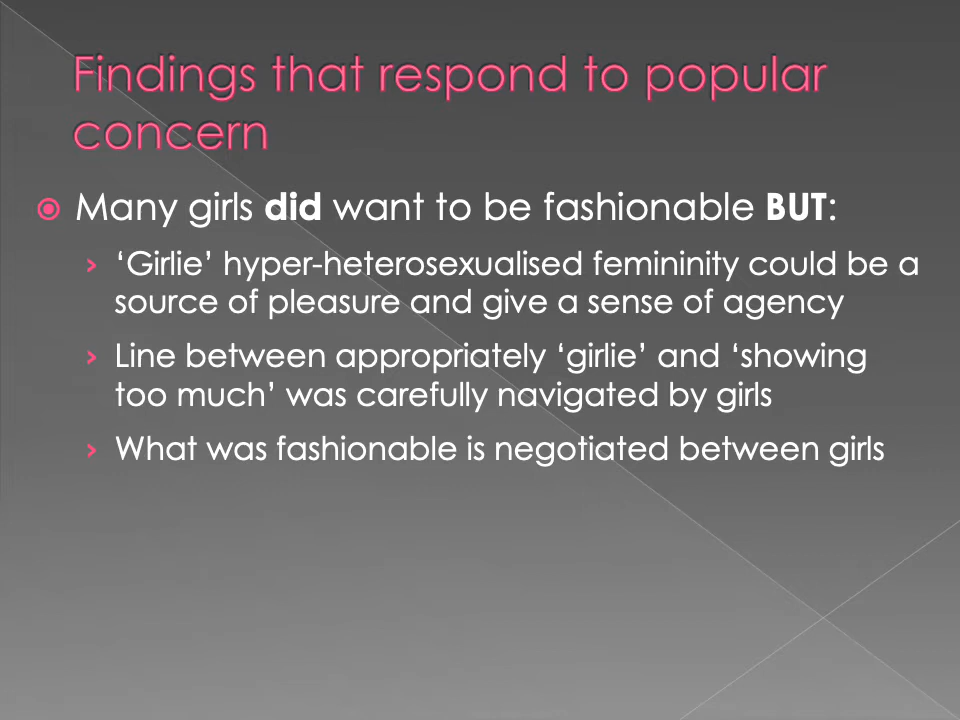 Findings that respond to popular
concern
Many girls did want to be fashionable BUT:
‘Girlie’ hyper-heterosexualised femininity could be a
source of pleasure and give a sense of agency
Line between appropriately ‘girlie’ and ‘showing
too much’ was carefully navigated by girls
What was fashionable is negotiated between girls